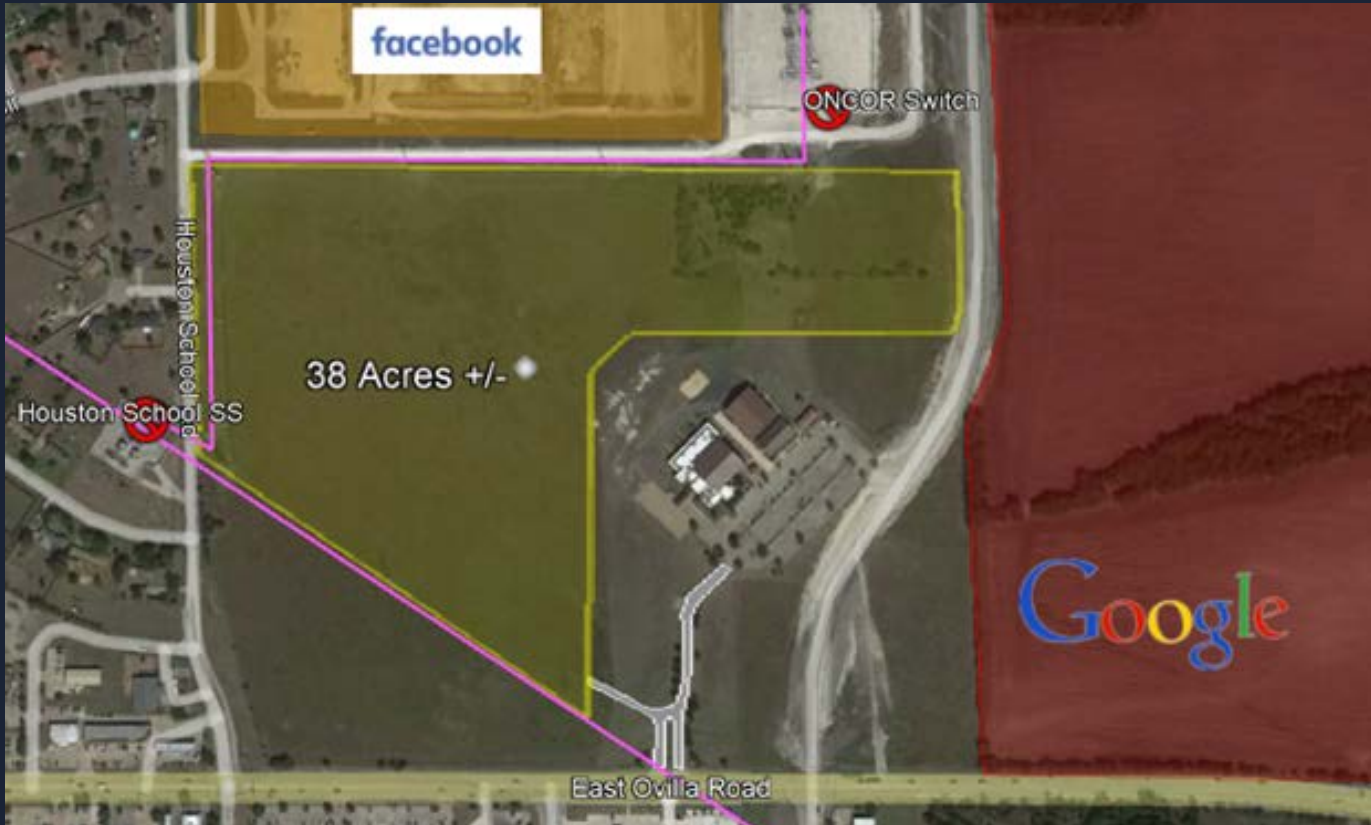 facebook
ONCOR Switch
Houston School Rd
38 Acres +/-
Houston School SS
Google
East Ovilla Road